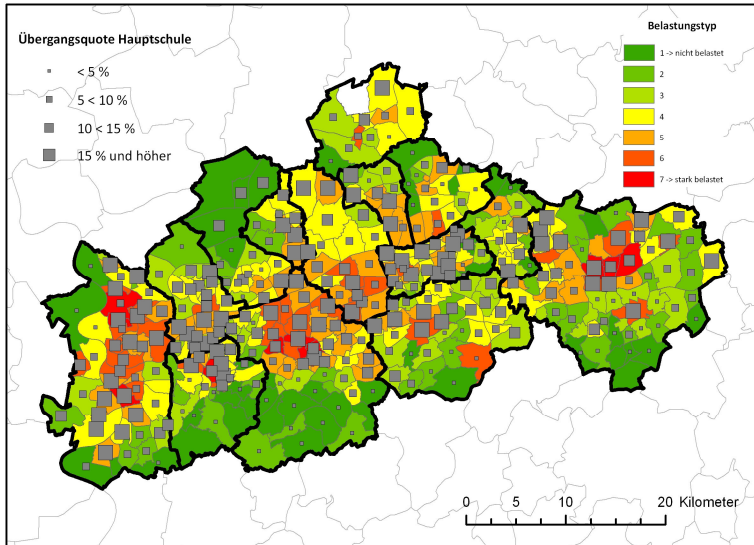 Übergangsquote Hauptschule
< 5 %
5 < 10 %
10 < 15 %
15 % und höher
Belastungstyp
1 -> nicht belastet
2
3
4
5
6
7 -> stark belastet
0 5 10 20 Kilometer